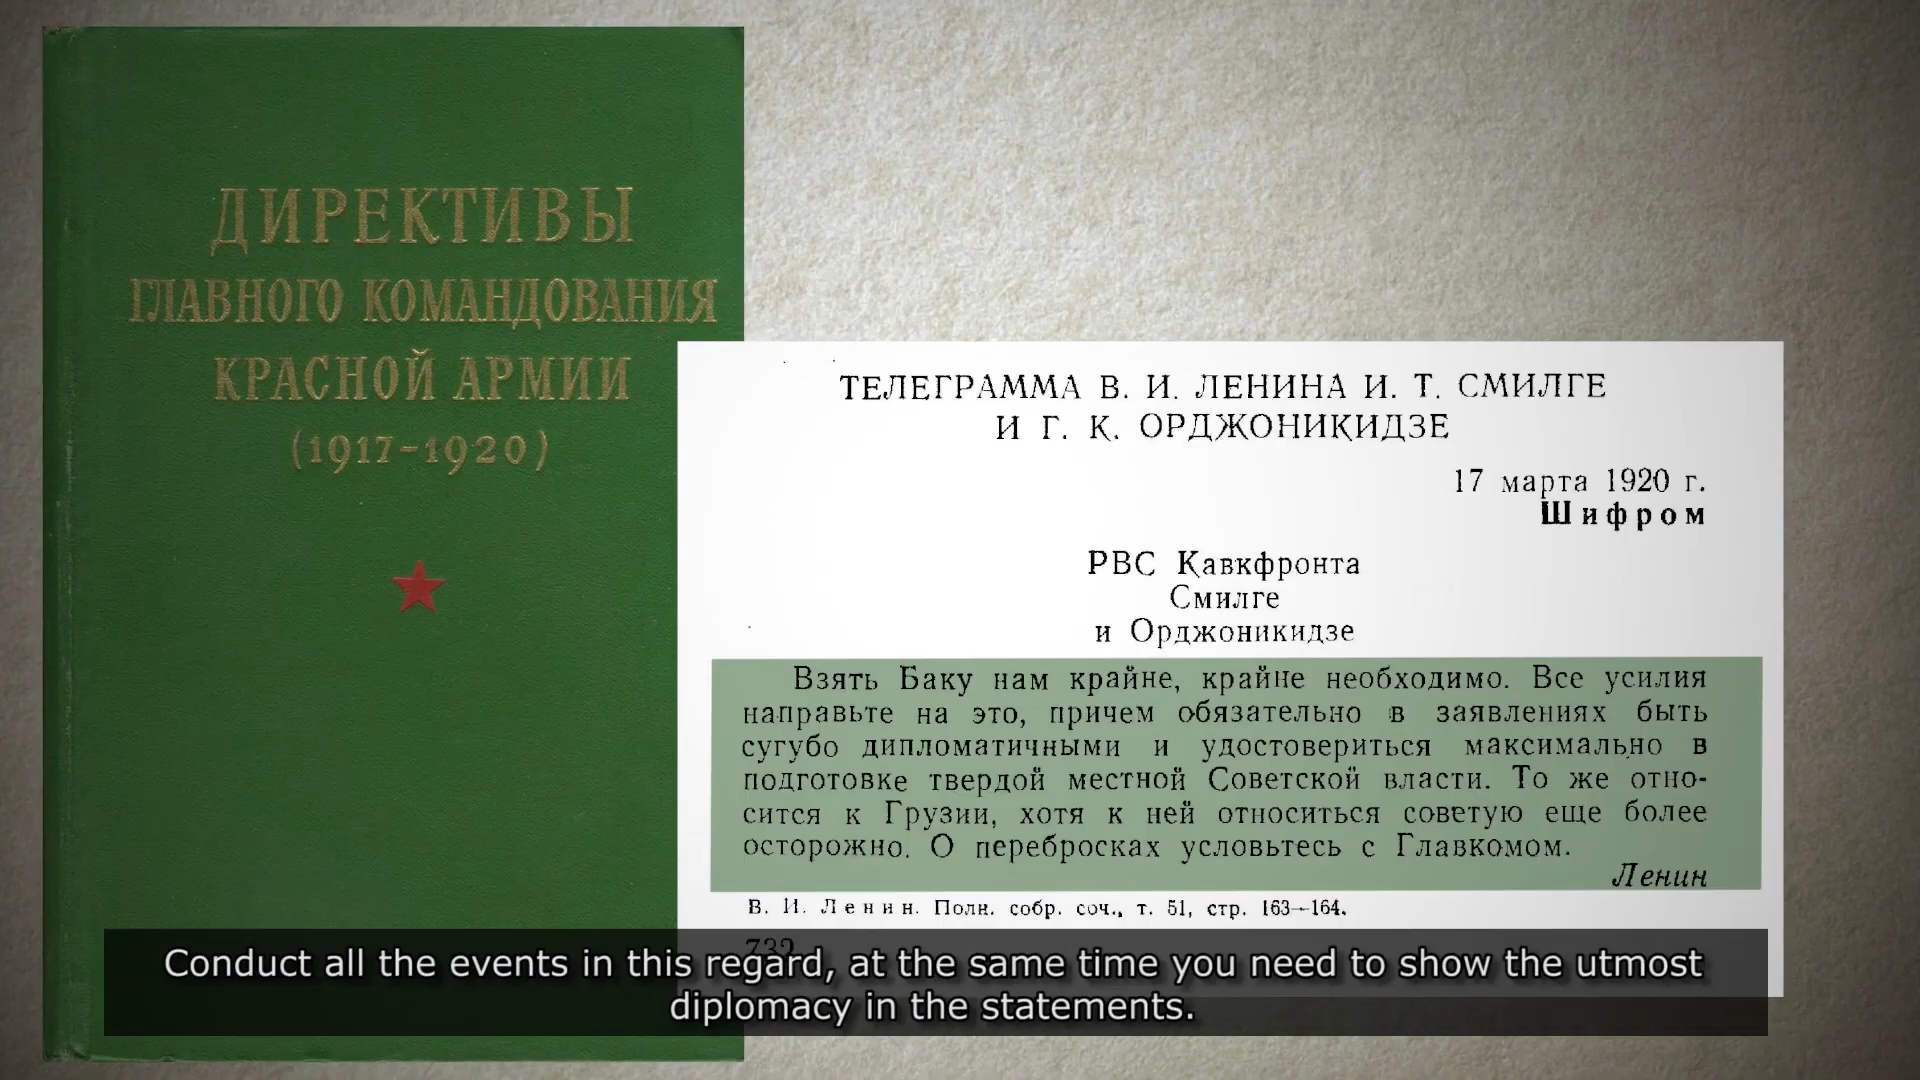 ДИРЕКТИВЫ
ГЛАВНОГО КОМАНДОВАНИЯ
КРАСНОЙ АРМИИ
(1917-1920)
ТЕЛЕГРАММА В. И. ЛЕНИНА И. Т. СМИЛГЕ
И Г. К. ОРДЖОНИКИДЗЕ
17 марта 1920 г.
Шифром
РВС Кавкфронта
Смилге
и Орджоникидзе
Взять Баку нам крайне, крайне необходимо. Все усилия
направьте на это, причем обязательно в заявлениях быть
сугубо дипломатичными и удостовериться максимально в
подготовке твердой местной Советской власти. То же отно-
сится к Грузии, хотя к ней относиться советую еще более
осторожно. О перебросках условьтесь с Главкомом.
Ленин
В. И. Ленин. Полн. собр. соч., т. 51, стр. 163—164.
732
Conduct all the events in this regard, at the same time you need to show the utmost
diplomacy in the statements.